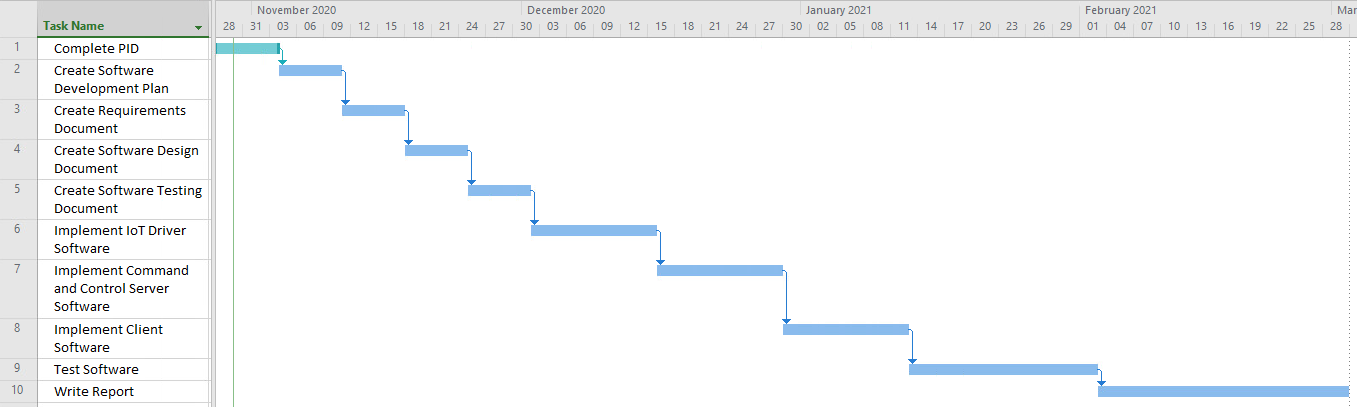 November 2020 December 2020 January 2021 February 2021 Mar
Task Name 28 31 03 06 09 12 15 18 21 24 27 30 03 06 09 12 15 18 21 24 27 30 02 05 08 11 14 17 20 23 26 29 01 04 07 10 13 16 19 22 25 28
1 Complete PID
2 Create Software
Development Plan
3 Create Requirements
Document
4 Create Software Design
Document
5 Create Software Testing
Document
6 Implement IoT Driver
Software
7 Implement Command
and Control Server
Software
8 Implement Client
Software
9 Test Software
10 Write Report